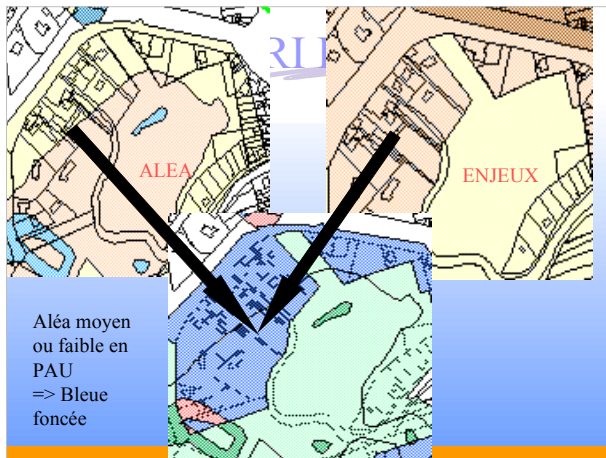 ALEA
ENJEUX
Aléa moyen
ou faible en
PAU
=> Bleue
foncée